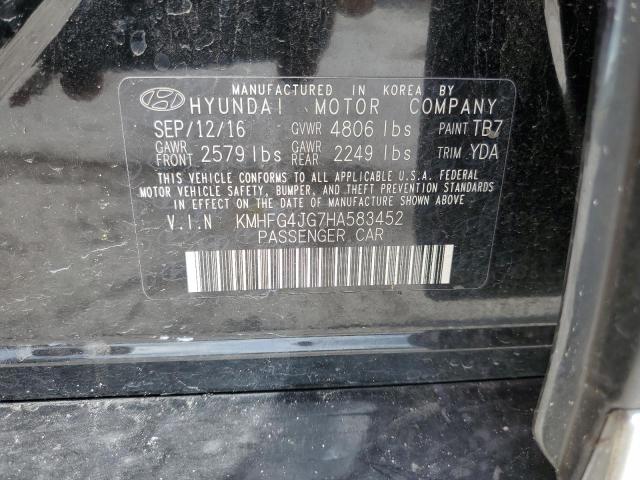 MANUFACTURED IN KOREA BY
HYUNDAI MOTOR COMPANY
SEP/12/16 GVWR 4806 lbs PAINT TB7
GAWR FRONT 2579 lbs GAWR REAR 2249 lbs TRIM YDA
THIS VEHICLE CONFORMS TO ALL APPLICABLE U.S.A. FEDERAL
MOTOR VEHICLE SAFETY, BUMPER, AND THEFT PREVENTION STANDARDS
IN EFFECT ON THE DATE OF MANUFACTURE SHOWN ABOVE
V.I.N KMHFG4JG7HA583452
PASSENGER CAR